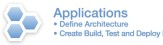 Applications
• Define Architecture
• Create Build, Test and Deploy